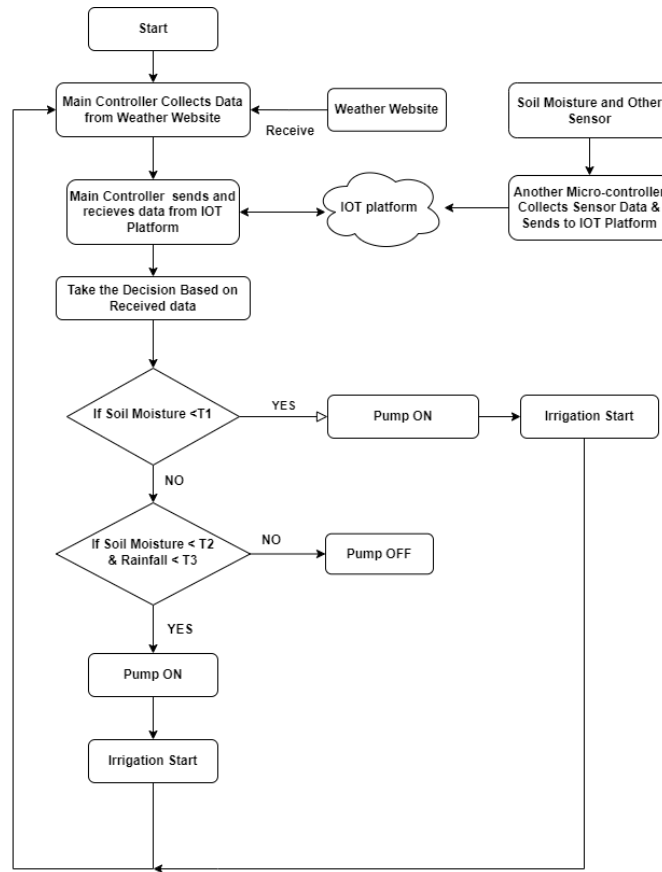 Start
Main Controller Collects Data
from Weather Website
Receive
Weather Website
Soil Moisture and Other
Sensor
Main Controller sends and
recieves data from IOT
Platform
IOT platform
Another Micro-controller
Collects Sensor Data &
Sends to IOT Platform
Take the Decision Based on
Received data
If Soil Moisture <T1
YES
Pump ON
Irrigation Start
NO
If Soil Moisture < T2
& Rainfall < T3
NO
Pump OFF
YES
Pump ON
Irrigation Start